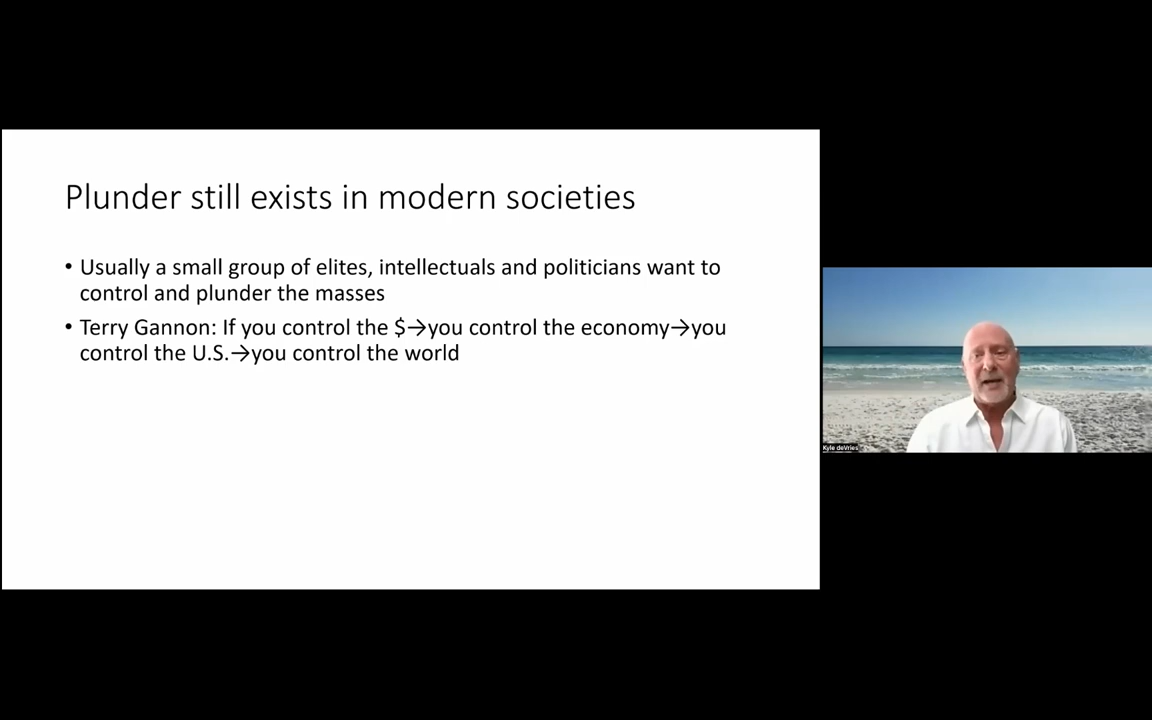 Plunder still exists in modern societies
• Usually a small group of elites, intellectuals and politicians want to
control and plunder the masses
• Terry Gannon: If you control the $→you control the economy→you
control the U.S.→you control the world
Kyle deVries